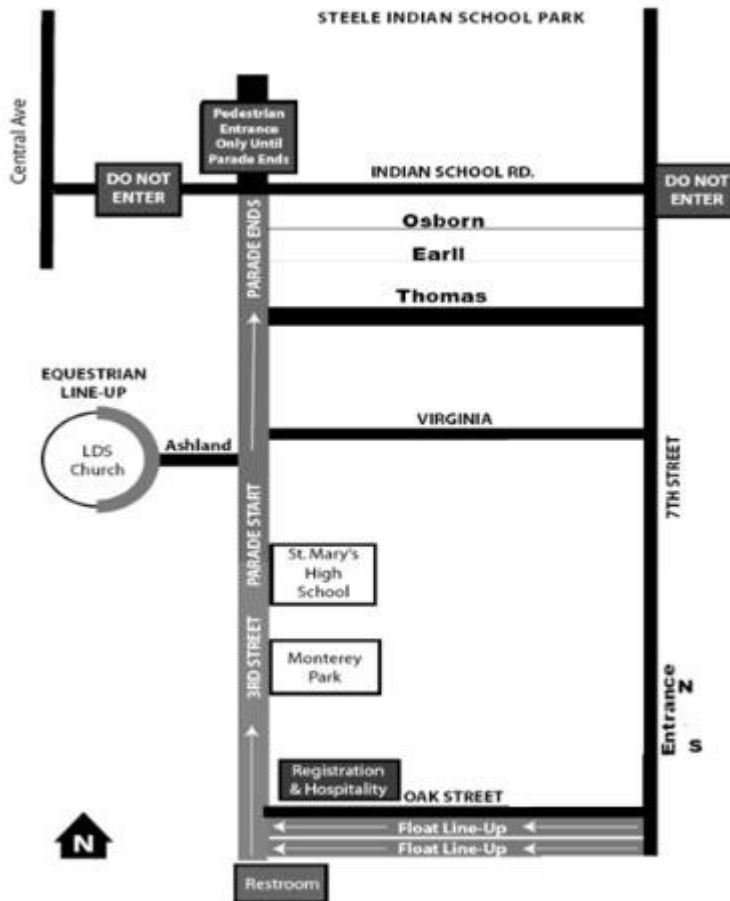 STEELE INDIAN SCHOOL PARK
Central Ave
Pedestrian
Entrance
Only Until
Parade Ends
INDIAN SCHOOL RD.
DO NOT
ENTER
DO NOT
ENTER
Osborn
Earll
Thomas
PARADE ENDS
EQUESTRIAN
LINE-UP
LDS
Church
Ashland
VIRGINIA
7TH STREET
PARADE START
St. Mary's
High
School
3RD STREET
Monterey
Park
Entrance
N
S
Registration
& Hospitality
OAK STREET
Float Line-Up
Float Line-Up
N
Restroom